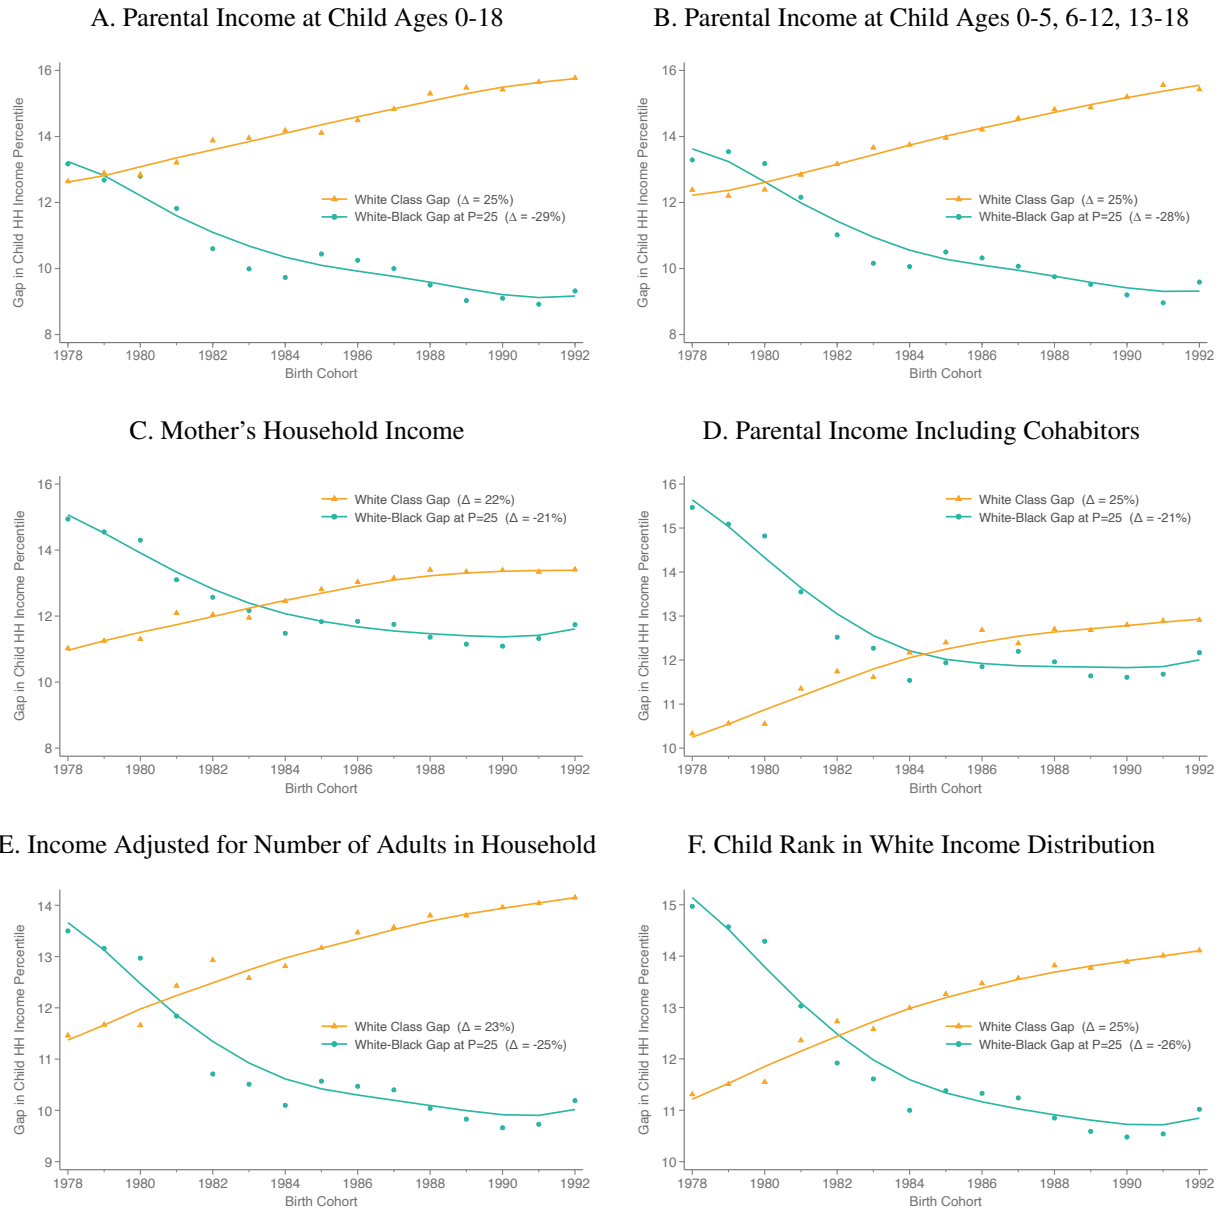 A. Parental Income at Child Ages 0-18
Gap in Child HH Income Percentile
16
14
12
10
8
White Class Gap (Δ = 25%)
White-Black Gap at P=25 (Δ = -29%)
1978 1980 1982 1984 1986 1988 1990 1992
Birth Cohort
B. Parental Income at Child Ages 0-5, 6-12, 13-18
Gap in Child HH Income Percentile
16
14
12
10
8
White Class Gap (Δ = 25%)
White-Black Gap at P=25 (Δ = -28%)
1978 1980 1982 1984 1986 1988 1990 1992
Birth Cohort
C. Mother's Household Income
Gap in Child HH Income Percentile
16
14
12
10
8
White Class Gap (Δ = 22%)
White-Black Gap at P=25 (Δ = -21%)
1978 1980 1982 1984 1986 1988 1990 1992
Birth Cohort
D. Parental Income Including Cohabitors
Gap in Child HH Income Percentile
16
15
14
13
12
11
10
White Class Gap (Δ = 25%)
White-Black Gap at P=25 (Δ = -21%)
1978 1980 1982 1984 1986 1988 1990 1992
Birth Cohort
E. Income Adjusted for Number of Adults in Household
Gap in Child HH Income Percentile
14
13
12
11
10
9
White Class Gap (Δ = 23%)
White-Black Gap at P=25 (Δ = -25%)
1978 1980 1982 1984 1986 1988 1990 1992
Birth Cohort
F. Child Rank in White Income Distribution
Gap in Child HH Income Percentile
15
14
13
12
11
10
White Class Gap (Δ = 25%)
White-Black Gap at P=25 (Δ = -26%)
1978 1980 1982 1984 1986 1988 1990 1992
Birth Cohort